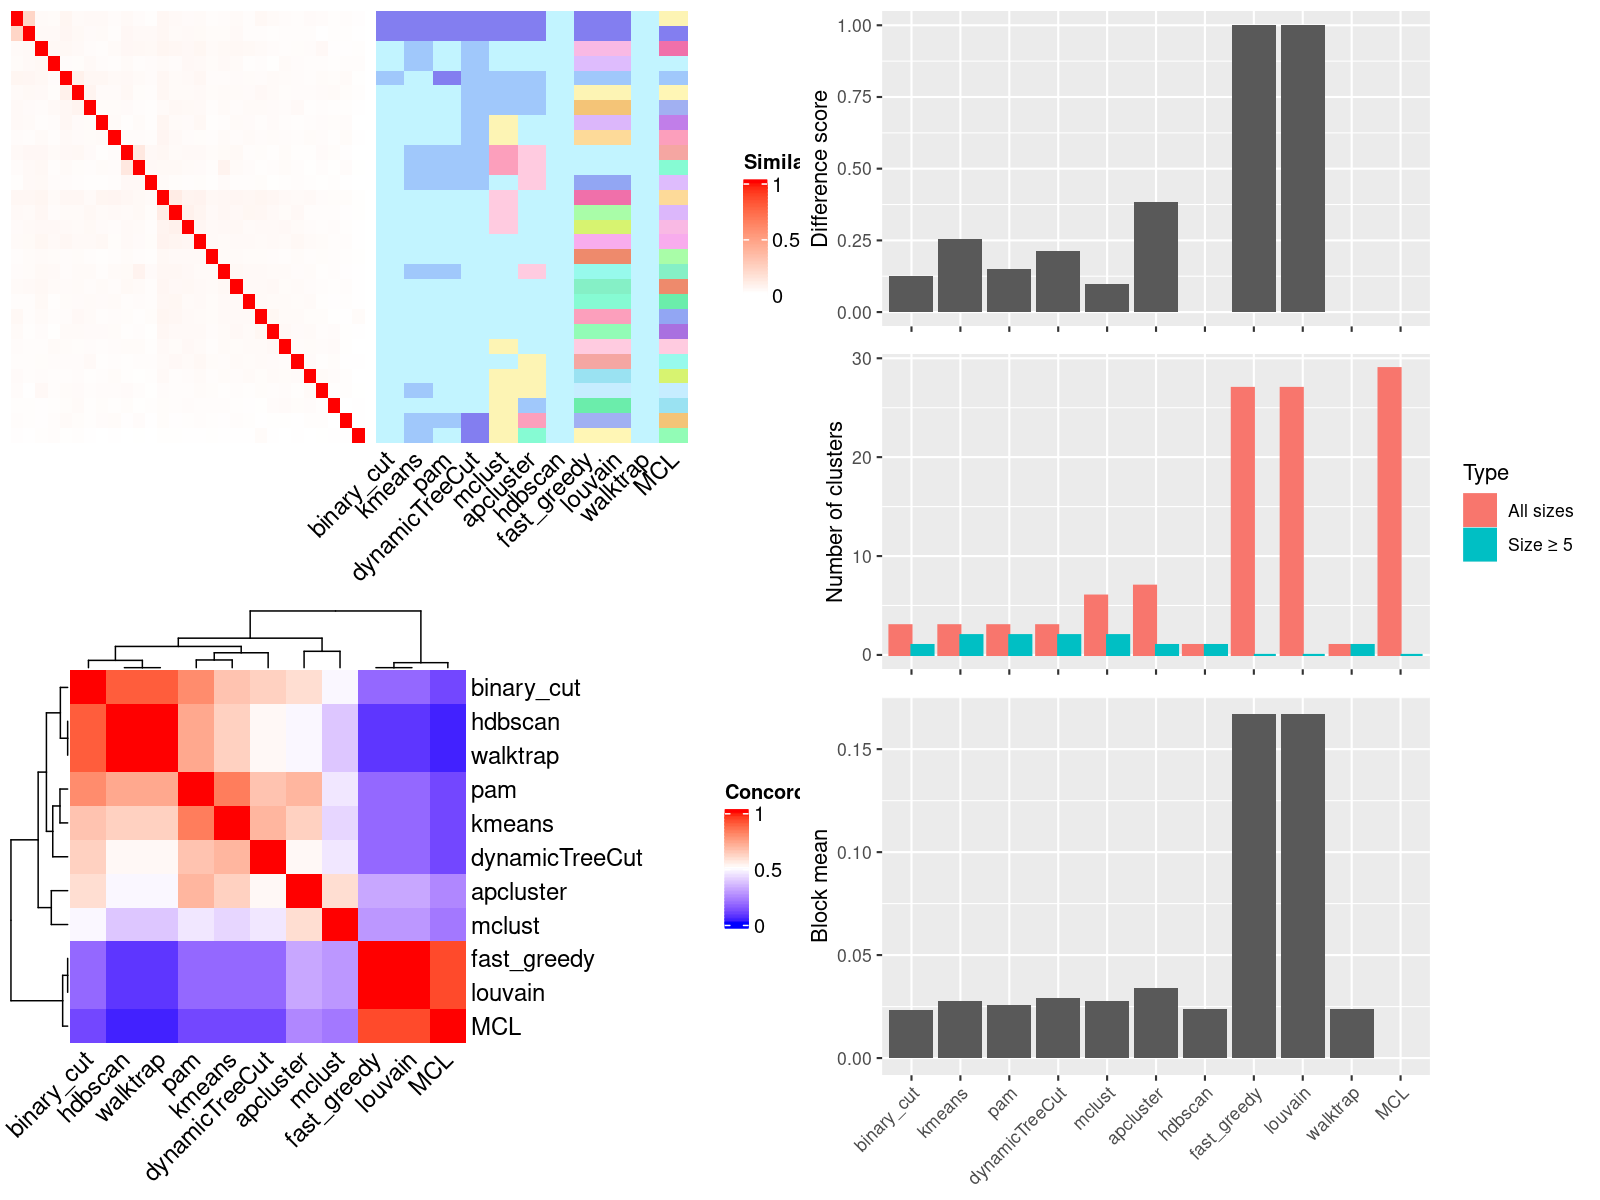 Simila
1
0.5
0
binary_cut
kmeans
pam
dynamicTreeCut
mclust
apcluster
hdbscan
fast_greedy
louvain
walktrap
MCL
binary_cut
hdbscan
walktrap
pam
kmeans
dynamicTreeCut
apcluster
mclust
fast_greedy
louvain
MCL
Concord
1
0.5
0
binary_cut
hdbscan
walktrap
pam
kmeans
dynamicTreeCut
apcluster
mclust
fast_greedy
louvain
MCL
Difference score
1.00
0.75
0.50
0.25
0.00
Number of clusters
30
20
10
0
Type
All sizes
Size ≥ 5
Block mean
0.15
0.10
0.05
0.00
binary_cut
kmeans
pam
dynamicTreeCut
mclust
apcluster
hdbscan
fast_greedy
louvain
walktrap
MCL